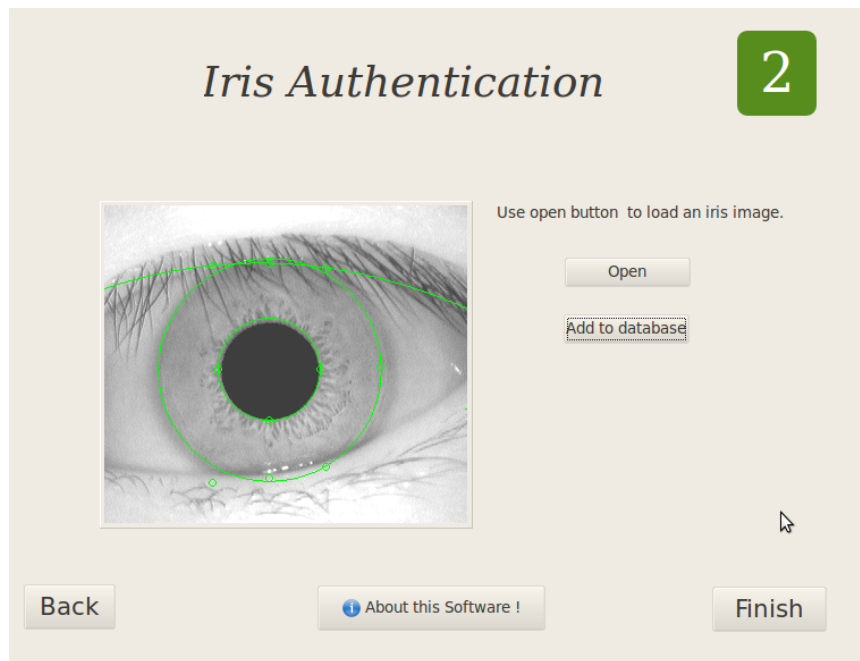 Iris Authentication
2
Use open button  to load an iris image.
Open
Add to database
Back
About this Software !
Finish